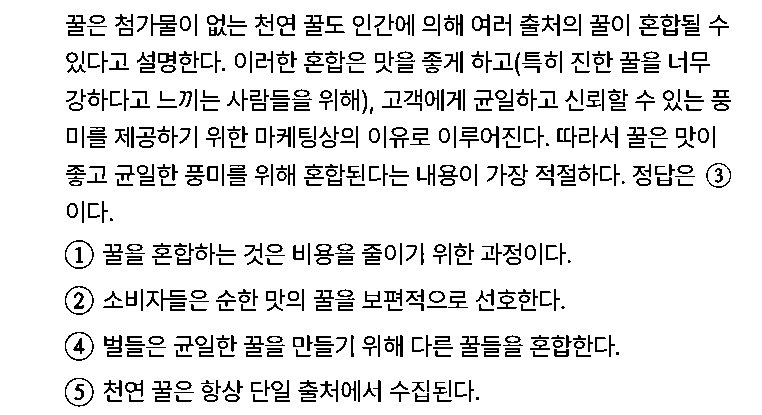 꿀은 첨가물이 없는 천연 꿀도 인간에 의해 여러 출처의 꿀이 혼합될 수
있다고 설명한다. 이러한 혼합은 맛을 좋게 하고(특히 진한 꿀을 너무
강하다고 느끼는 사람들을 위해), 고객에게 균일하고 신뢰할 수 있는 풍
미를 제공하기 위한 마케팅상의 이유로 이루어진다. 따라서 꿀은 맛이
좋고 균일한 풍미를 위해 혼합된다는 내용이 가장 적절하다. 정답은 ③
이다.
① 꿀을 혼합하는 것은 비용을 줄이기 위한 과정이다.
② 소비자들은 순한 맛의 꿀을 보편적으로 선호한다.
④ 벌들은 균일한 꿀을 만들기 위해 다른 꿀들을 혼합한다.
⑤ 천연 꿀은 항상 단일 출처에서 수집된다.